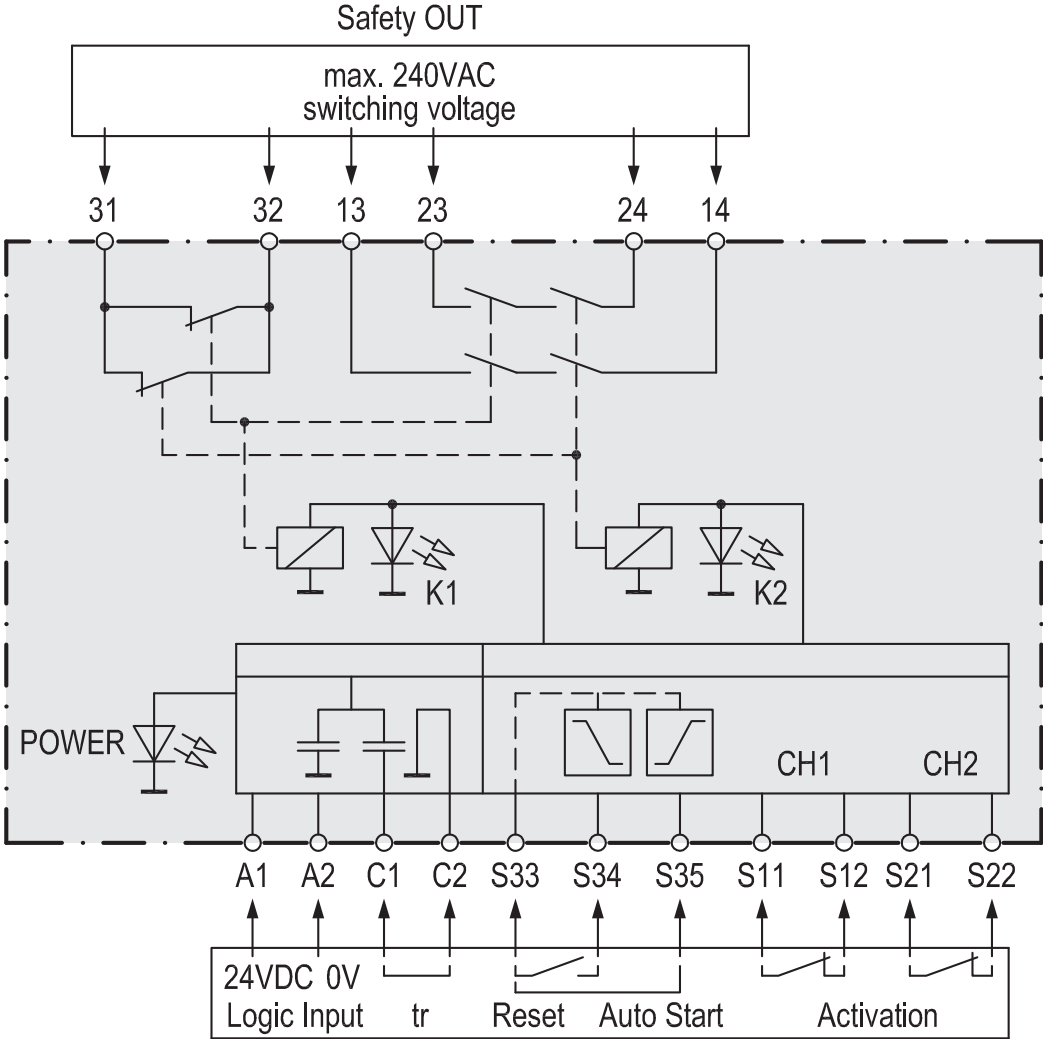 Safety OUT
max. 240VAC
switching voltage
31 32 13 23 24 14
K1 K2
POWER
CH1 CH2
A1 A2 C1 C2 S33 S34 S35 S11 S12 S21 S22
24VDC 0V
Logic Input tr Reset Auto Start Activation